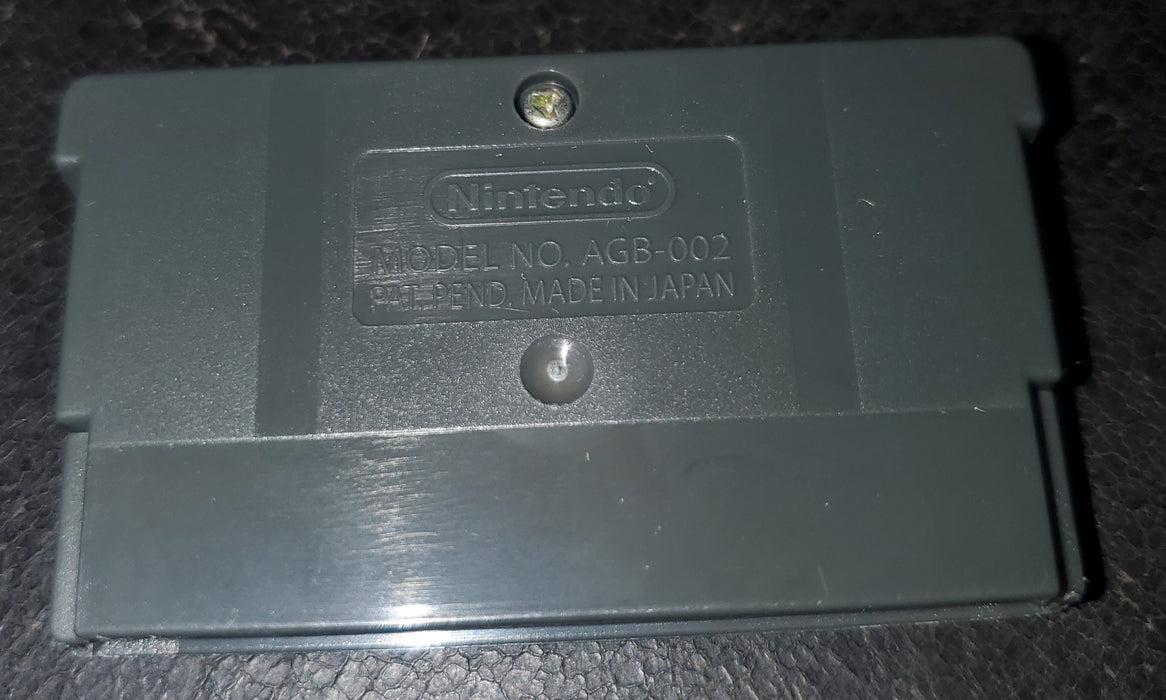 Nintendo
MODEL NO. AGB-002
PAT. PEND. MADE IN JAPAN